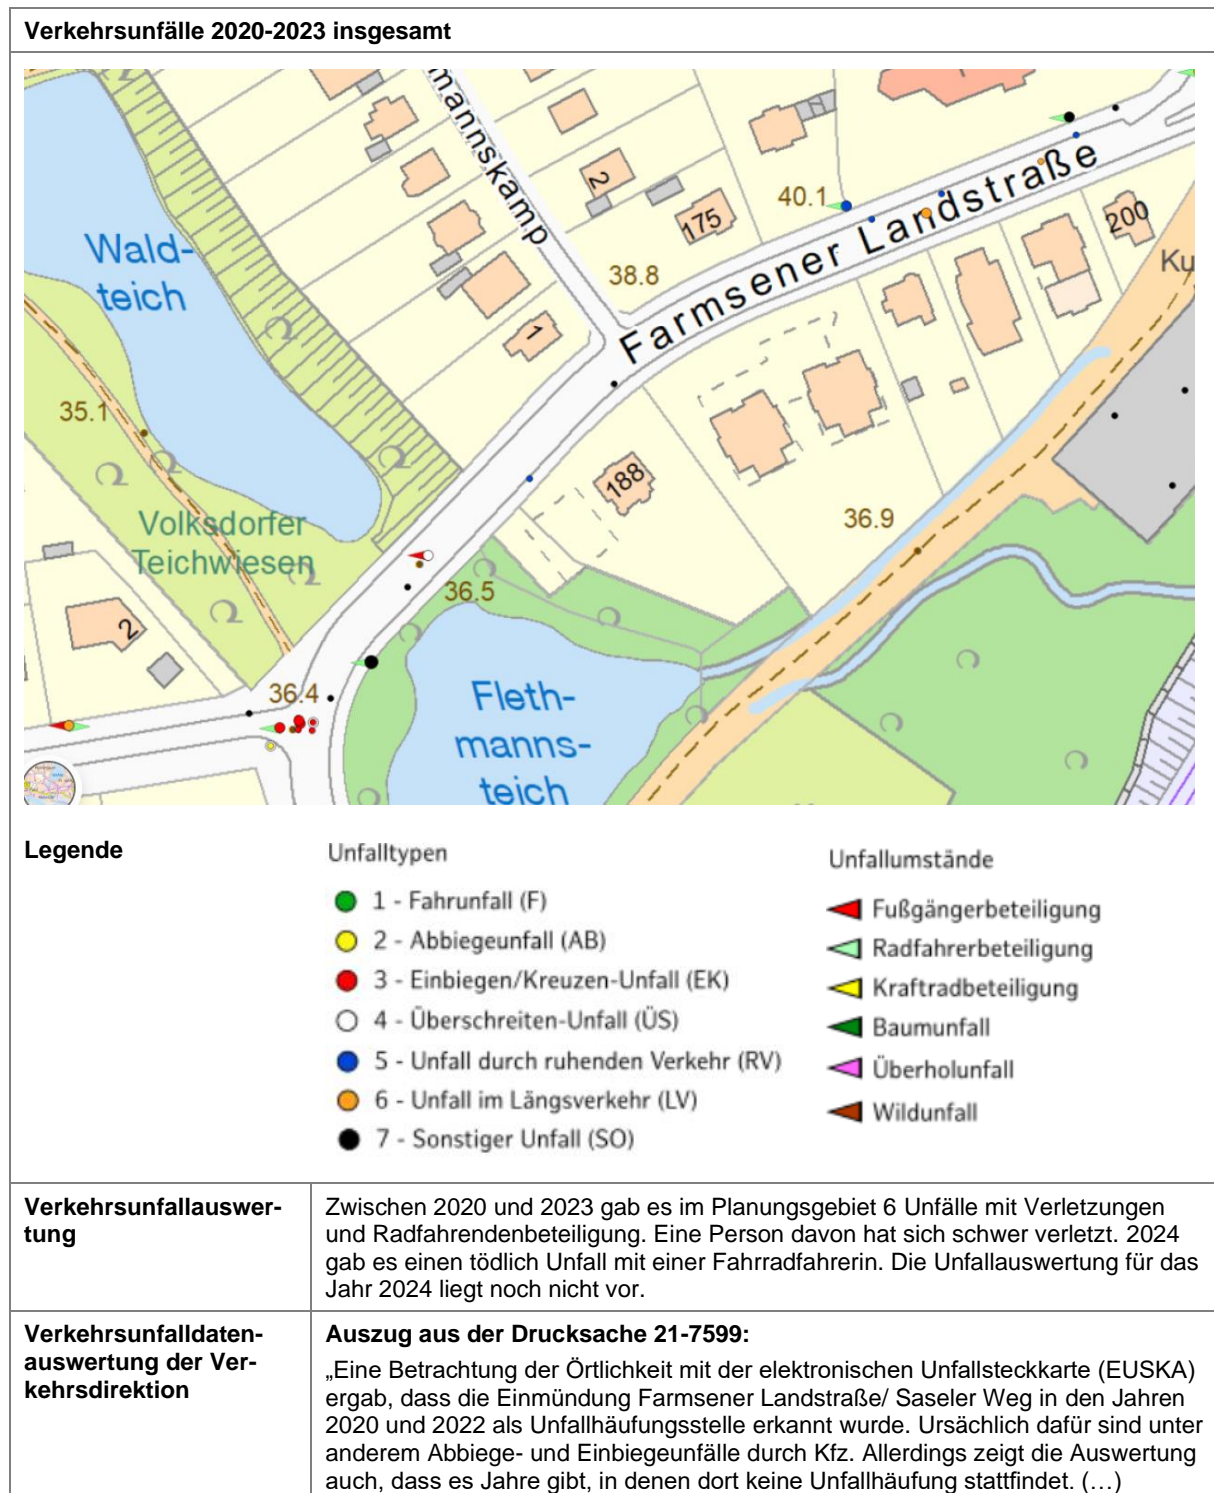 Verkehrsunfälle 2020-2023 insgesamt
mannskamp
Wald-
teich
2
175
40.1
Farmsener Landstraße
200
Ku
38.8
1
35.1
188
Volksdorfer
Teichwiesen
36.9
36.5
2
36.4
Fleth-
manns-
teich
Legende
Unfalltypen
1 - Fahrunfall (F)
2 - Abbiegeunfall (AB)
3 - Einbiegen/Kreuzen-Unfall (EK)
4 - Überschreiten-Unfall (ÜS)
5 - Unfall durch ruhenden Verkehr (RV)
6 - Unfall im Längsverkehr (LV)
7 - Sonstiger Unfall (SO)
Unfallumstände
Fußgängerbeteiligung
Radfahrerbeteiligung
Kraftradbeteiligung
Baumunfall
Überholunfall
Wildunfall
Verkehrsunfallauswer-
tung
Zwischen 2020 und 2023 gab es im Planungsgebiet 6 Unfälle mit Verletzungen
und Radfahrendenbeteiligung. Eine Person davon hat sich schwer verletzt. 2024
gab es einen tödlich Unfall mit einer Fahrradfahrerin. Die Unfallauswertung für das
Jahr 2024 liegt noch nicht vor.
Verkehrsunfalldaten-
auswertung der Ver-
kehrsdirektion
Auszug aus der Drucksache 21-7599:
„Eine Betrachtung der Örtlichkeit mit der elektronischen Unfallsteckkarte (EUSKA)
ergab, dass die Einmündung Farmsener Landstraße/ Saseler Weg in den Jahren
2020 und 2022 als Unfallhäufungsstelle erkannt wurde. Ursächlich dafür sind unter
anderem Abbiege- und Einbiegeunfälle durch Kfz. Allerdings zeigt die Auswertung
auch, dass es Jahre gibt, in denen dort keine Unfallhäufung stattfindet. (…)